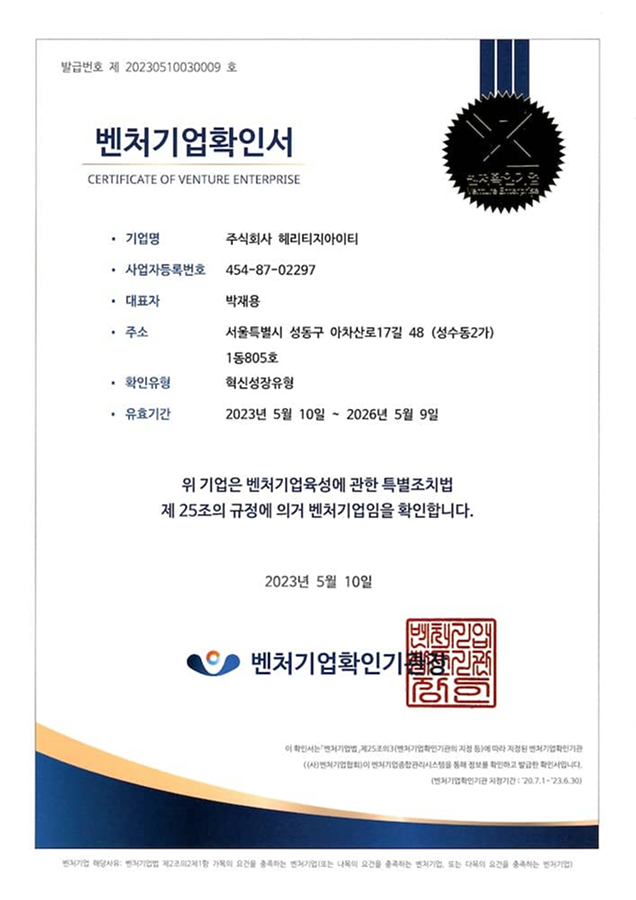 발급번호 제 20230510030009 호
벤처기업확인서
CERTIFICATE OF VENTURE ENTERPRISE
벤처확인기업
Venture Enterprise
• 기업명 주식회사 헤리티지아이티
• 사업자등록번호 454-87-02297
• 대표자 박재용
• 주소 서울특별시 성동구 아차산로17길 48 (성수동2가)
1동805호
• 확인유형 혁신성장유형
• 유효기간 2023년 5월 10일 ~ 2026년 5월 9일
위 기업은 벤처기업육성에 관한 특별조치법
제 25조의 규정에 의거 벤처기업임을 확인합니다.
2023년 5월 10일
벤처기업확인기관장
이 확인서는「벤처기업법」제25조의3(벤처기업확인기관의 지정 등)에 따라 지정된 벤처기업확인기관
((사)벤처기업협회)이 벤처기업종합관리시스템을 통해 정보를 확인하고 발급한 확인서입니다.
(벤처기업확인기관 지정기간 : '20.7.1~'23.6.30)
벤처기업 해당사유: 벤처기업법 제2조의2제1항 가목의 요건을 충족하는 벤처기업(또는 나목의 요건을 충족하는 벤처기업, 또는 다목의 요건을 충족하는 벤처기업)